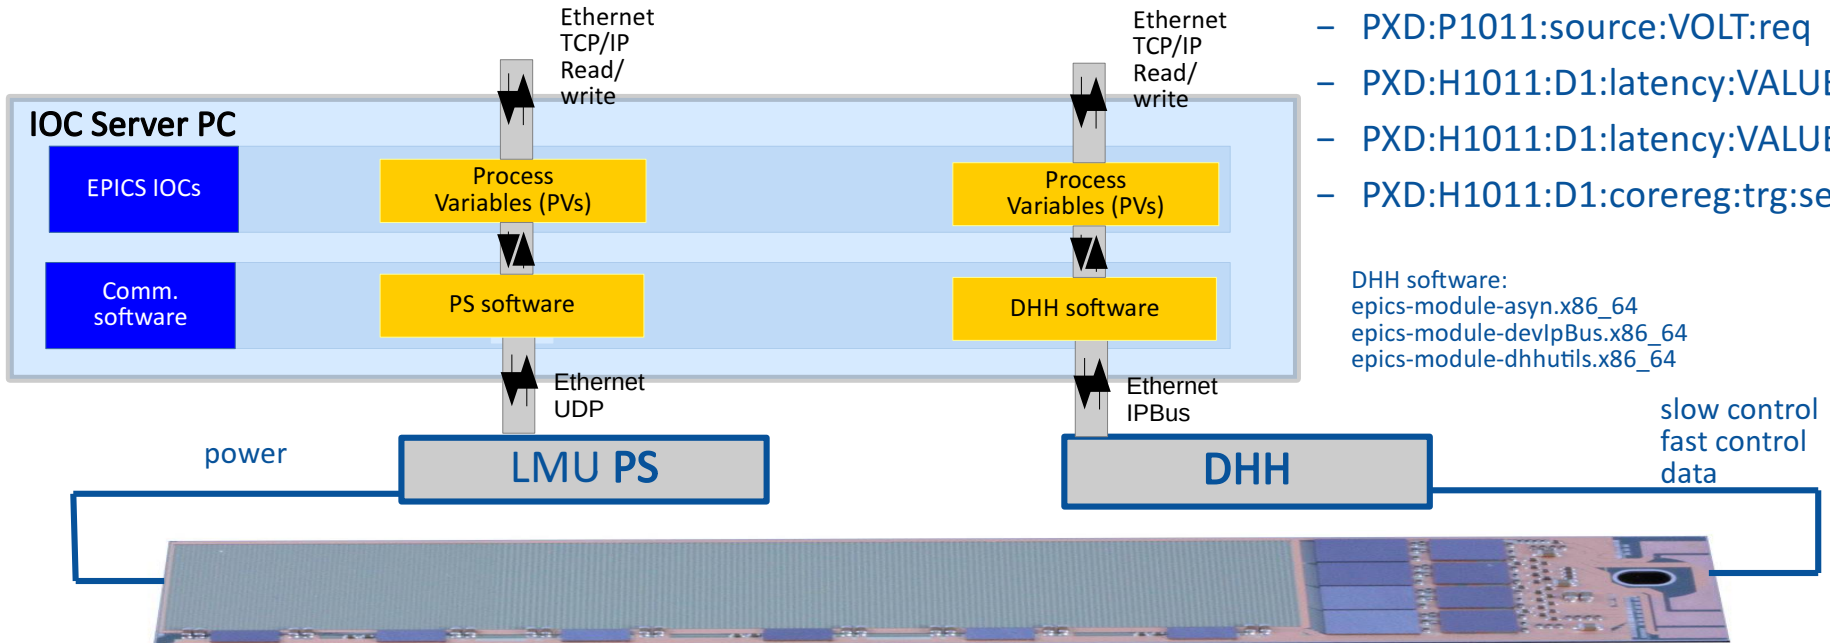 Ethernet
TCP/IP
Read/
write
Ethernet
TCP/IP
Read/
write
– PXD:P1011:source:VOLT:req
– PXD:H1011:D1:latency:VALUE
– PXD:H1011:D1:latency:VALUE
– PXD:H1011:D1:corereg:trg:se
IOC Server PC
EPICS IOCs
Process
Variables (PVs)
Process
Variables (PVs)
Comm.
software
PS software
DHH software
DHH software:
epics-module-asyn.x86_64
epics-module-devIpBus.x86_64
epics-module-dhhutils.x86_64
Ethernet
UDP
Ethernet
IPBus
power
LMU PS
DHH
slow control
fast control
data